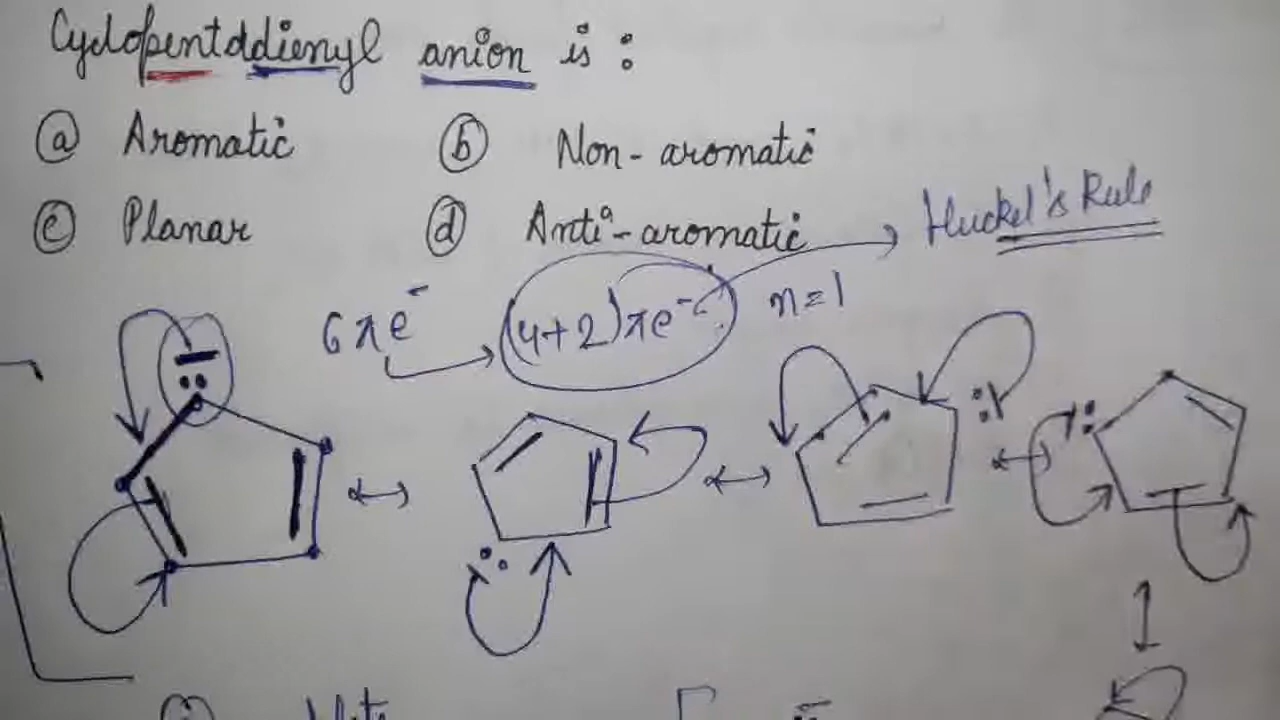 Cyclopentadienyl anion is :
ⓐ Aromatic ⓑ Non-aromatic
ⓒ Planar ⓓ Anti-aromatic → Huckel's Rule
6πe⁻ (4+2)πe⁻ n=1